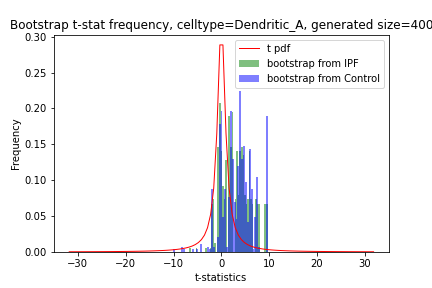 Bootstrap t-stat frequency, celltype=Dendritic_A, generated size=400
t pdf
bootstrap from IPF
bootstrap from Control
Frequency
0.30
0.25
0.20
0.15
0.10
0.05
0.00
−30 −20 −10 0 10 20 30
t-statistics